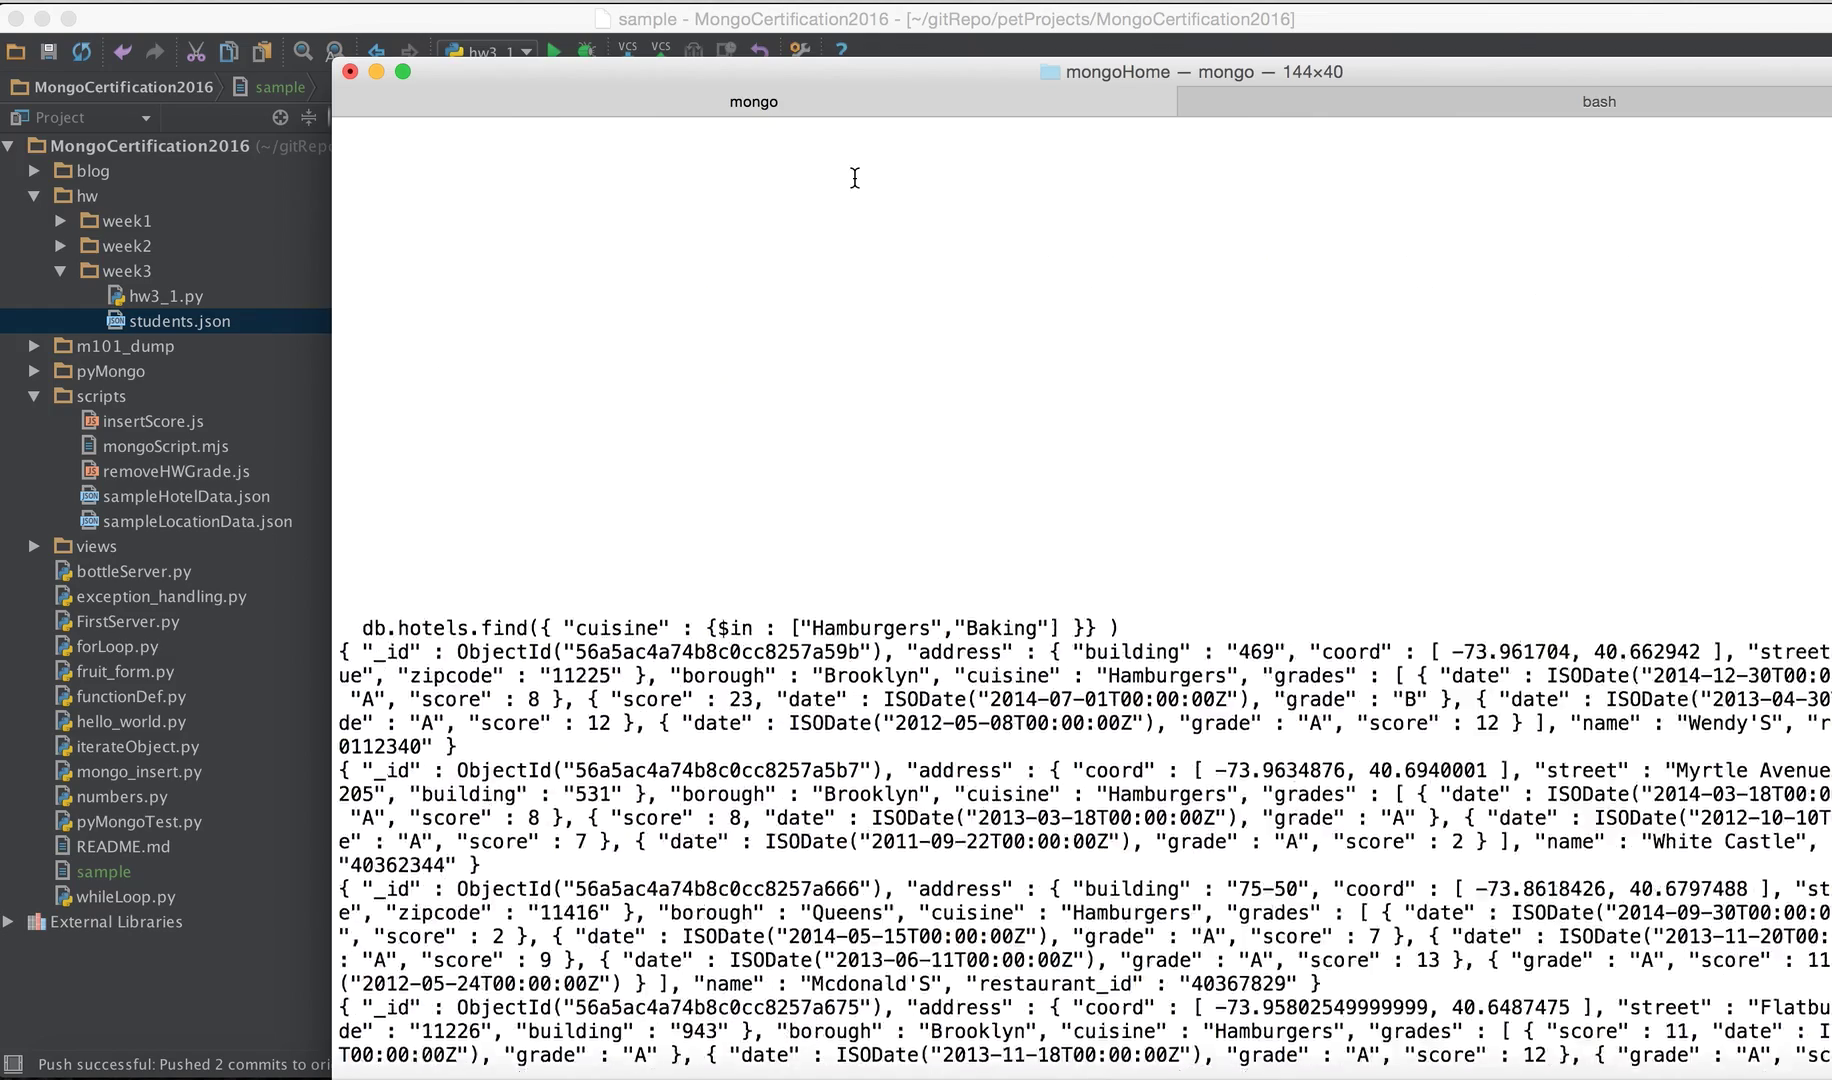 sample - MongoCertification2016 - [~/gitRepo/petProjects/MongoCertification2016]
hw3_1
VCS VCS
?
MongoCertification2016 sample
mongoHome — mongo — 144×40
mongo
bash
Project
MongoCertification2016 (~/gitRepo
blog
hw
week1
week2
week3
hw3_1.py
students.json
m101_dump
pyMongo
scripts
insertScore.js
mongoScript.mjs
removeHWGrade.js
sampleHotelData.json
sampleLocationData.json
views
bottleServer.py
exception_handling.py
FirstServer.py
forLoop.py
fruit_form.py
functionDef.py
hello_world.py
iterateObject.py
mongo_insert.py
numbers.py
pyMongoTest.py
README.md
sample
whileLoop.py
External Libraries
Push successful: Pushed 2 commits to ori
db.hotels.find({ "cuisine" : {$in : ["Hamburgers","Baking"] }} )
{ "_id" : ObjectId("56a5ac4a74b8c0cc8257a59b"), "address" : { "building" : "469", "coord" : [ -73.961704, 40.662942 ], "street
ue", "zipcode" : "11225" }, "borough" : "Brooklyn", "cuisine" : "Hamburgers", "grades" : [ { "date" : ISODate("2014-12-30T00:0
"A", "score" : 8 }, { "score" : 23, "date" : ISODate("2014-07-01T00:00:00Z"), "grade" : "B" }, { "date" : ISODate("2013-04-30
de" : "A", "score" : 12 }, { "date" : ISODate("2012-05-08T00:00:00Z"), "grade" : "A", "score" : 12 } ], "name" : "Wendy'S", "r
0112340" }
{ "_id" : ObjectId("56a5ac4a74b8c0cc8257a5b7"), "address" : { "coord" : [ -73.9634876, 40.6940001 ], "street" : "Myrtle Avenue
205", "building" : "531" }, "borough" : "Brooklyn", "cuisine" : "Hamburgers", "grades" : [ { "date" : ISODate("2014-03-18T00:0
"A", "score" : 8 }, { "score" : 8, "date" : ISODate("2013-03-18T00:00:00Z"), "grade" : "A" }, { "date" : ISODate("2012-10-10T
e" : "A", "score" : 7 }, { "date" : ISODate("2011-09-22T00:00:00Z"), "grade" : "A", "score" : 2 } ], "name" : "White Castle",
"40362344" }
{ "_id" : ObjectId("56a5ac4a74b8c0cc8257a666"), "address" : { "building" : "75-50", "coord" : [ -73.8618426, 40.6797488 ], "st
e", "zipcode" : "11416" }, "borough" : "Queens", "cuisine" : "Hamburgers", "grades" : [ { "date" : ISODate("2014-09-30T00:00:0
", "score" : 2 }, { "date" : ISODate("2014-05-15T00:00:00Z"), "grade" : "A", "score" : 7 }, { "date" : ISODate("2013-11-20T00:
: "A", "score" : 9 }, { "date" : ISODate("2013-06-11T00:00:00Z"), "grade" : "A", "score" : 13 }, { "grade" : "A", "score" : 11
("2012-05-24T00:00:00Z") } ], "name" : "Mcdonald'S", "restaurant_id" : "40367829" }
{ "_id" : ObjectId("56a5ac4a74b8c0cc8257a675"), "address" : { "coord" : [ -73.95802549999999, 40.6487475 ], "street" : "Flatbu
de" : "11226", "building" : "943" }, "borough" : "Brooklyn", "cuisine" : "Hamburgers", "grades" : [ { "score" : 11, "date" : I
T00:00:00Z"), "grade" : "A" }, { "date" : ISODate("2013-11-18T00:00:00Z"), "grade" : "A", "score" : 12 }, { "grade" : "A", "sc